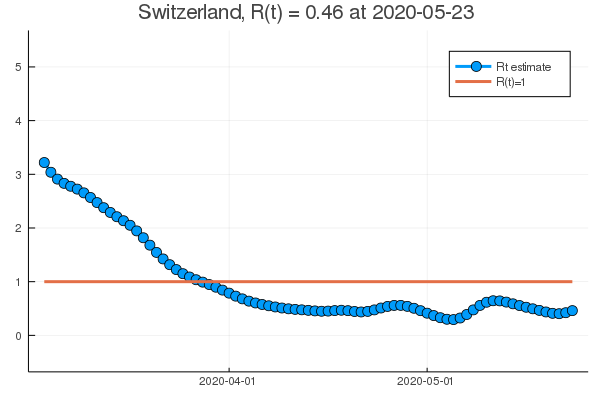 Switzerland, R(t) = 0.46 at 2020-05-23
Rt estimate
R(t)=1
5
4
3
2
1
0
2020-04-01
2020-05-01